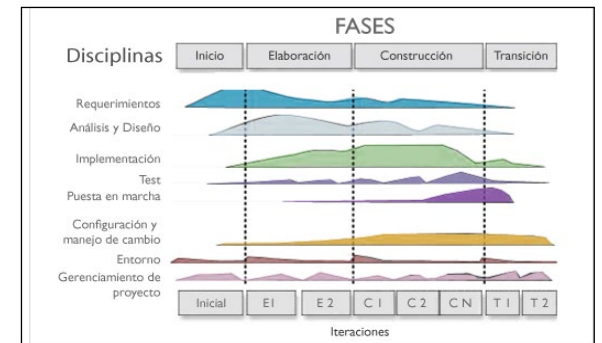 FASES
Disciplinas
Inicio
Elaboración
Construcción
Transición
Requerimientos
Análisis y Diseño
Implementación
Test
Puesta en marcha
Configuración y
manejo de cambio
Entorno
Gerenciamiento de
proyecto
Inicial
E1
E 2
C 1
C 2
C N
T 1
T 2
Iteraciones